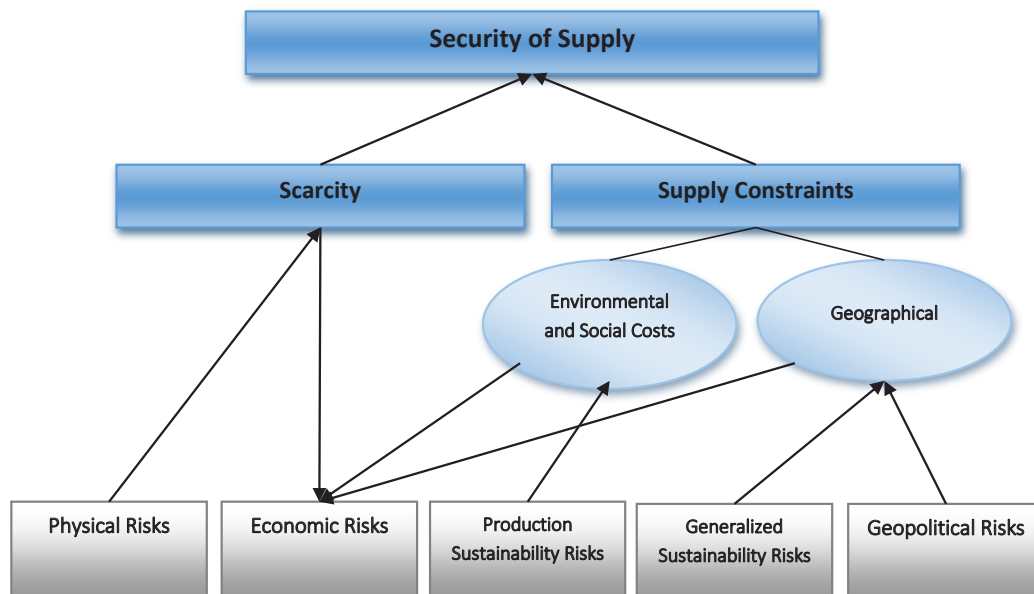 Security of Supply
Scarcity
Supply Constraints
Environmental
and Social Costs
Geographical
Physical Risks
Economic Risks
Production
Sustainability Risks
Generalized
Sustainability Risks
Geopolitical Risks